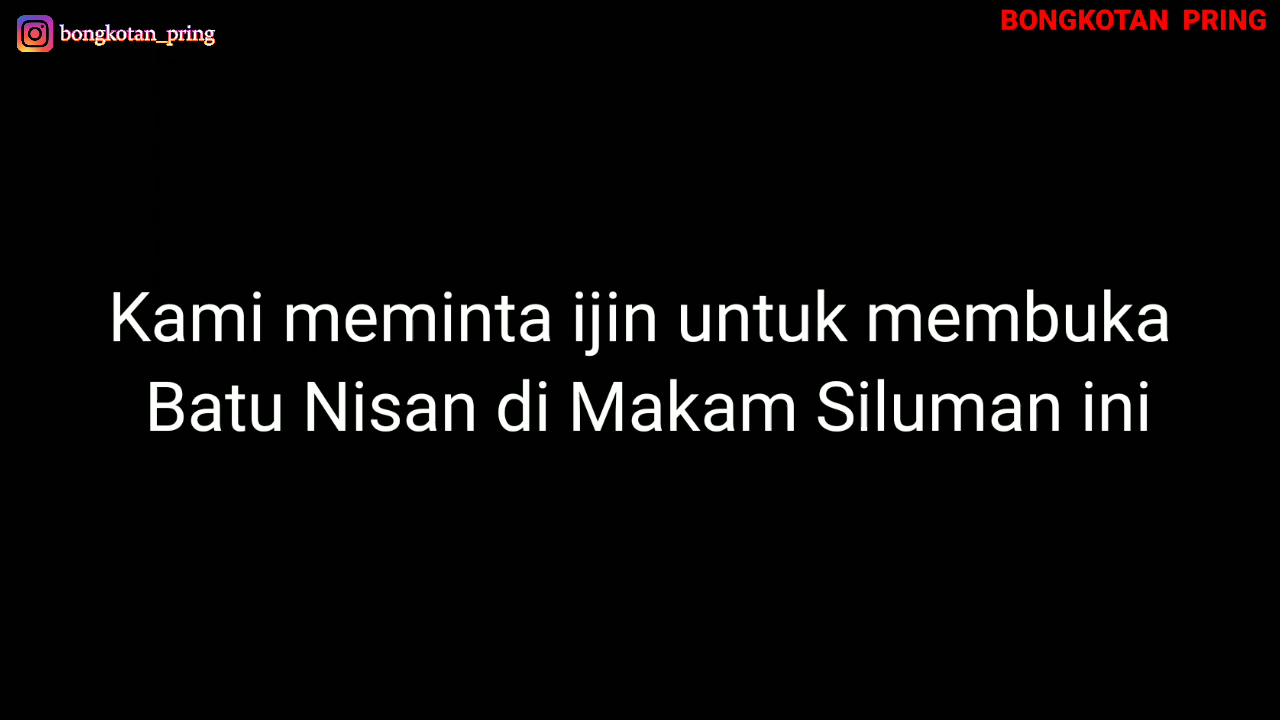 bongkotan_pring
BONGKOTAN PRING
Kami meminta ijin untuk membuka
Batu Nisan di Makam Siluman ini